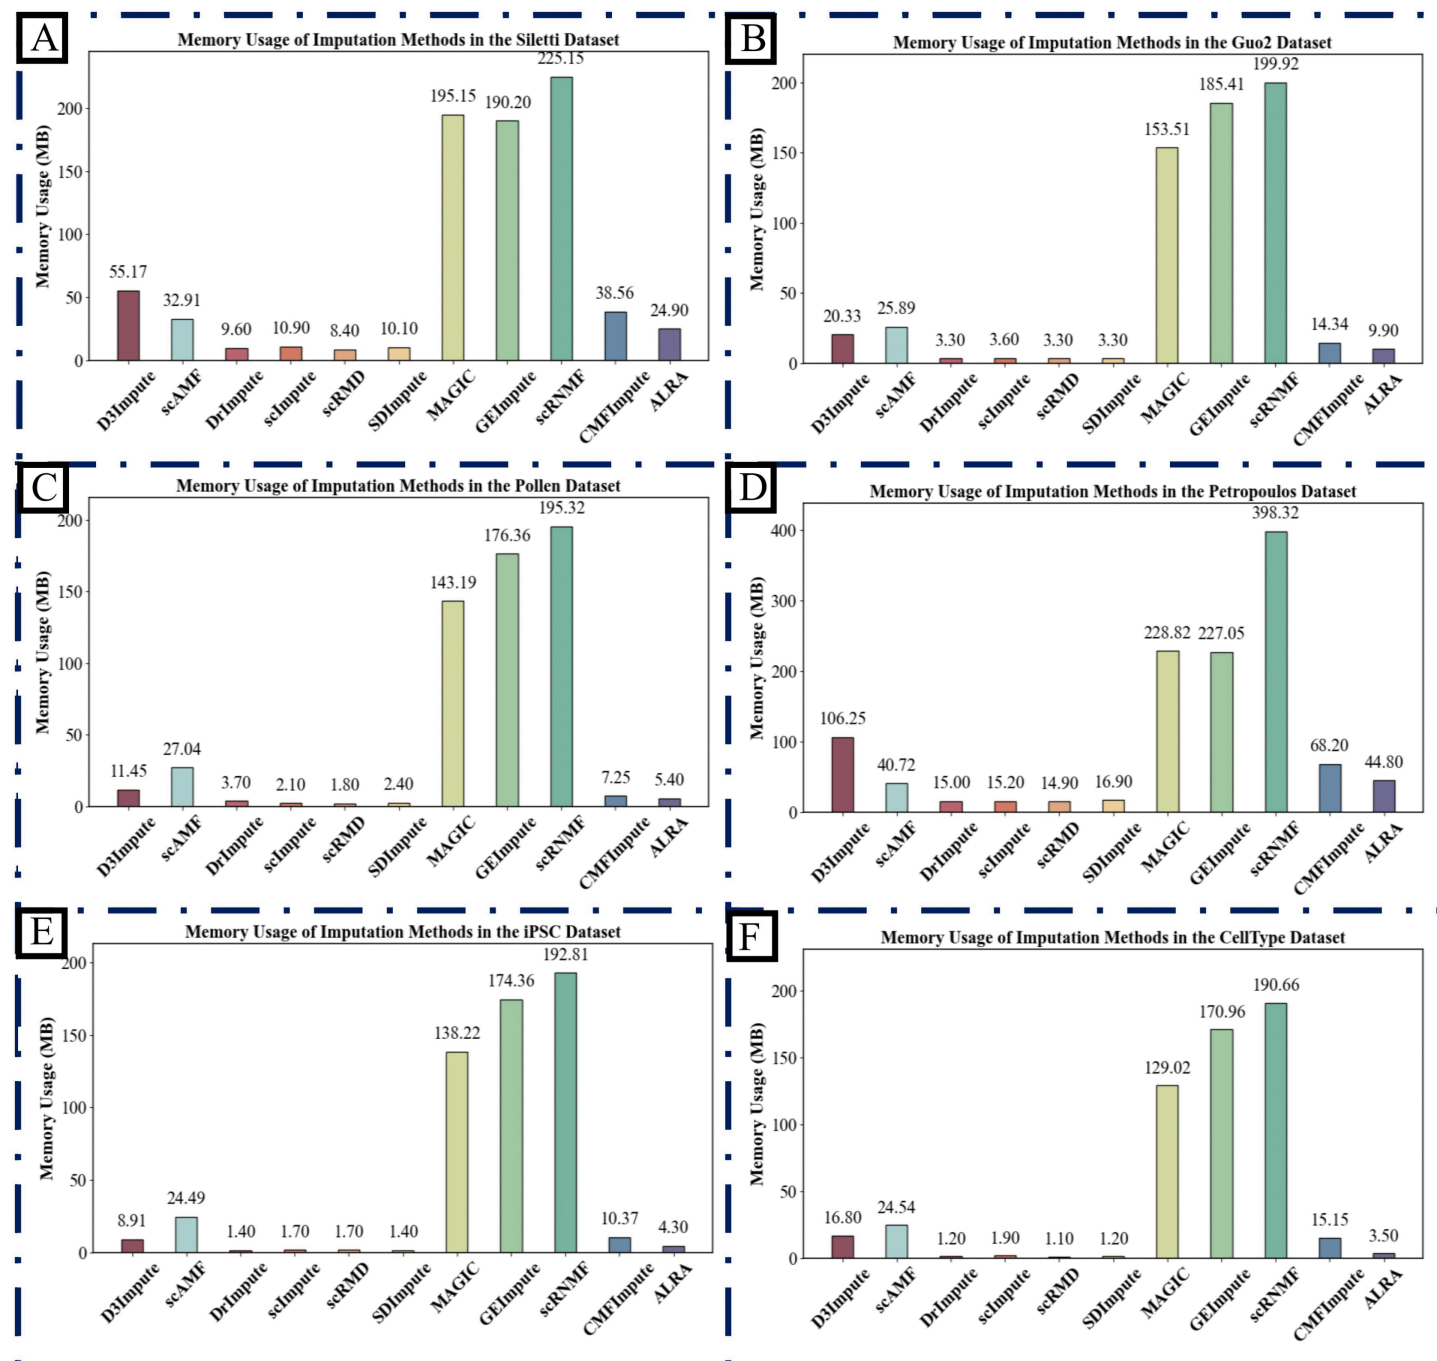 A
Memory Usage of Imputation Methods in the Siletti Dataset
Memory Usage (MB)
200
150
100
50
0
55.17
32.91
9.60
10.90
8.40
10.10
195.15
190.20
225.15
38.56
24.90
D3Impute
scAMF
DrImpute
scImpute
scRMD
SDImpute
MAGIC
GEImpute
scRNMF
CMFImpute
ALRA
B
Memory Usage of Imputation Methods in the Guo2 Dataset
Memory Usage (MB)
200
150
100
50
0
20.33
25.89
3.30
3.60
3.30
3.30
153.51
185.41
199.92
14.34
9.90
D3Impute
scAMF
DrImpute
scImpute
scRMD
SDImpute
MAGIC
GEImpute
scRNMF
CMFImpute
ALRA
C
Memory Usage of Imputation Methods in the Pollen Dataset
Memory Usage (MB)
200
150
100
50
0
11.45
27.04
3.70
2.10
1.80
2.40
143.19
176.36
195.32
7.25
5.40
D3Impute
scAMF
DrImpute
scImpute
scRMD
SDImpute
MAGIC
GEImpute
scRNMF
CMFImpute
ALRA
D
Memory Usage of Imputation Methods in the Petropoulos Dataset
Memory Usage (MB)
400
300
200
100
0
106.25
40.72
15.00
15.20
14.90
16.90
228.82
227.05
398.32
68.20
44.80
D3Impute
scAMF
DrImpute
scImpute
scRMD
SDImpute
MAGIC
GEImpute
scRNMF
CMFImpute
ALRA
E
Memory Usage of Imputation Methods in the iPSC Dataset
Memory Usage (MB)
200
150
100
50
0
8.91
24.49
1.40
1.70
1.70
1.40
138.22
174.36
192.81
10.37
4.30
D3Impute
scAMF
DrImpute
scImpute
scRMD
SDImpute
MAGIC
GEImpute
scRNMF
CMFImpute
ALRA
F
Memory Usage of Imputation Methods in the CellType Dataset
Memory Usage (MB)
200
150
100
50
0
16.80
24.54
1.20
1.90
1.10
1.20
129.02
170.96
190.66
15.15
3.50
D3Impute
scAMF
DrImpute
scImpute
scRMD
SDImpute
MAGIC
GEImpute
scRNMF
CMFImpute
ALRA